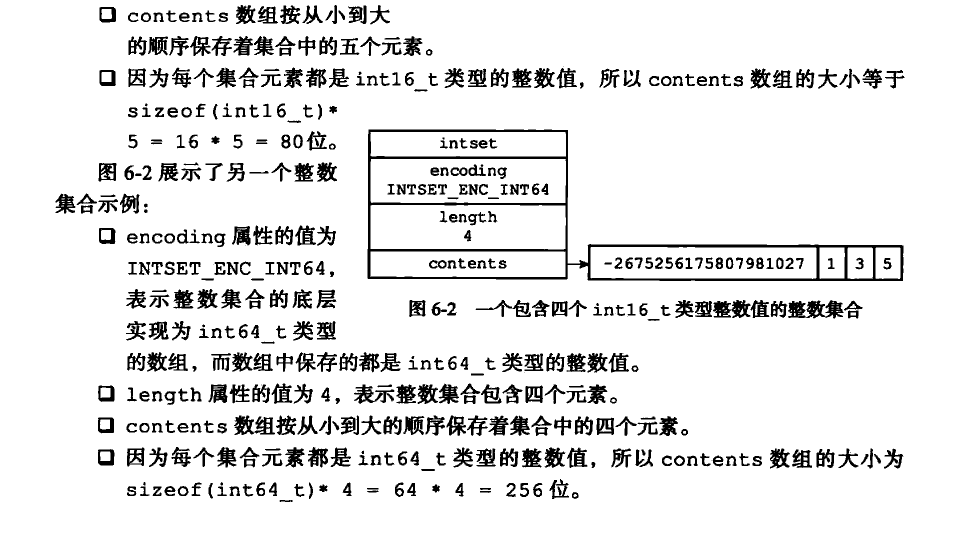 ❑ contents 数组按从小到大
的顺序保存着集合中的五个元素。
❑ 因为每个集合元素都是 int16_t 类型的整数值，所以 contents 数组的大小等于
sizeof(int16_t)*
5 = 16 * 5 = 80位。
图 6-2 展示了另一个整数
集合示例：
❑ encoding 属性的值为
INTSET_ENC_INT64，
表示整数集合的底层
实现为 int64_t 类型
intset
encoding
INTSET_ENC_INT64
length
4
contents
-2675256175807981027 1 3 5
图 6-2 一个包含四个 int16_t 类型整数值的整数集合
的数组，而数组中保存的都是 int64_t 类型的整数值。
❑ length 属性的值为 4，表示整数集合包含四个元素。
❑ contents 数组按从小到大的顺序保存着集合中的四个元素。
❑ 因为每个集合元素都是 int64_t 类型的整数值，所以 contents 数组的大小为
sizeof(int64_t)* 4 = 64 * 4 = 256 位。